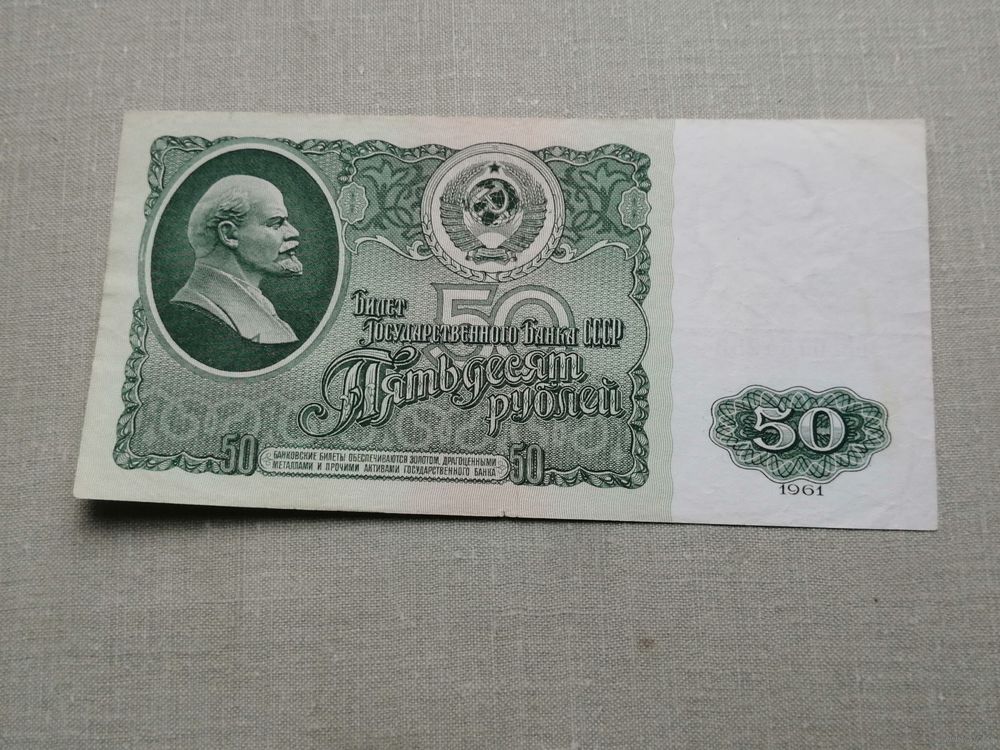 Билет
Государственного Банка СССР
50
Пятьдесят
рублей
50
БАНКОВСКИЕ БИЛЕТЫ ОБЕСПЕЧИВАЮТСЯ ЗОЛОТОМ, ДРАГОЦЕННЫМИ
МЕТАЛЛАМИ И ПРОЧИМИ АКТИВАМИ ГОСУДАРСТВЕННОГО БАНКА
50
50
1961